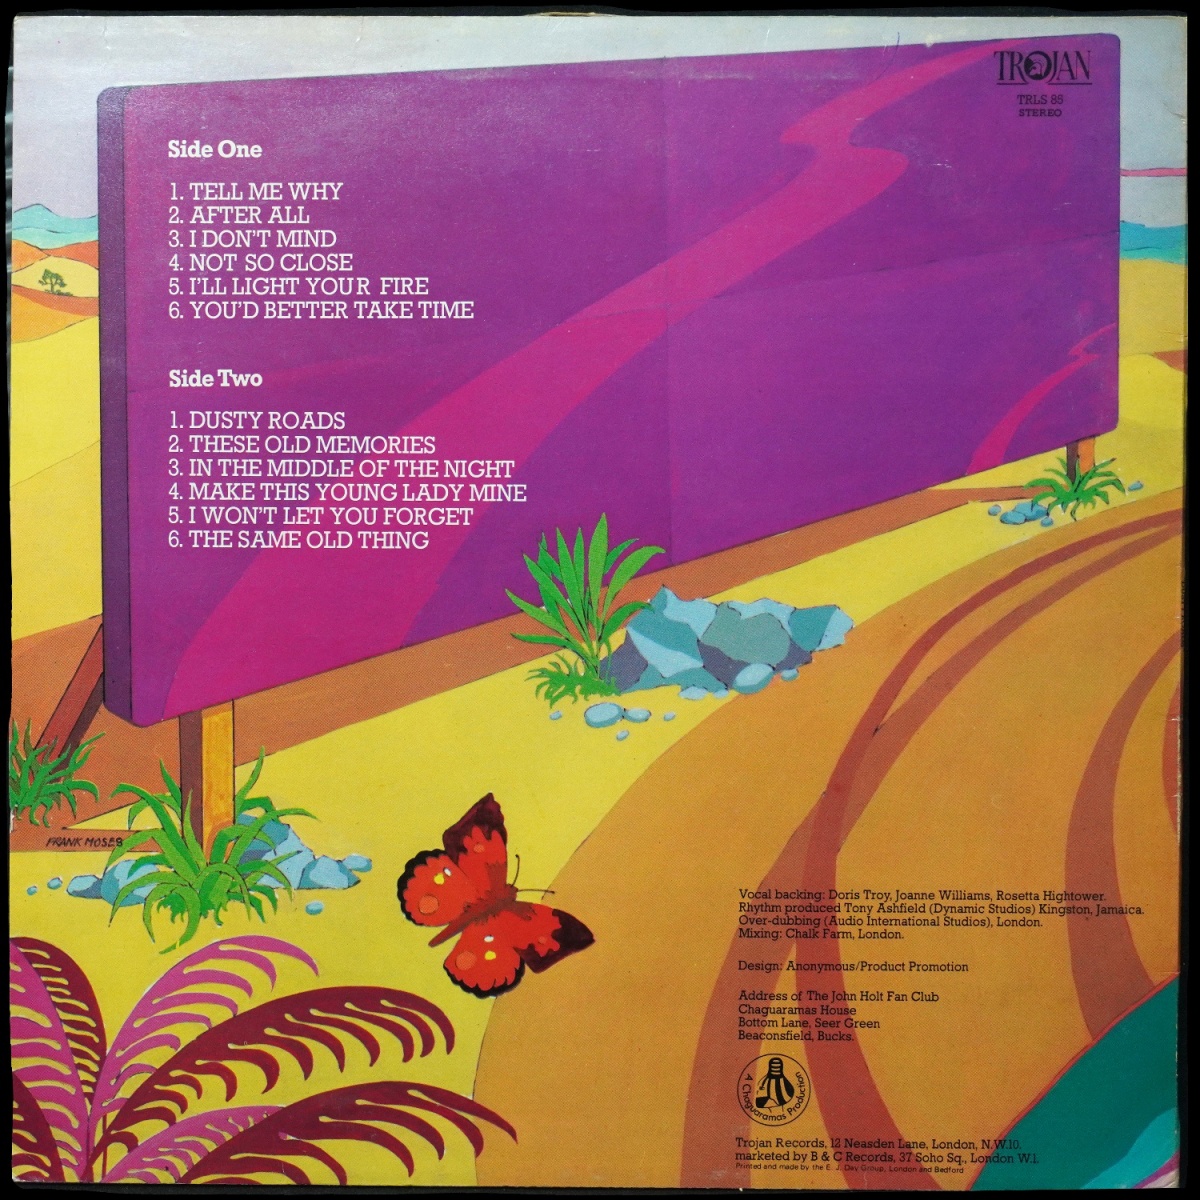 TROJAN
TRLS 85
STEREO
Side One
1. TELL ME WHY
2. AFTER ALL
3. I DON'T MIND
4. NOT SO CLOSE
5. I'LL LIGHT YOUR FIRE
6. YOU'D BETTER TAKE TIME
Side Two
1. DUSTY ROADS
2. THESE OLD MEMORIES
3. IN THE MIDDLE OF THE NIGHT
4. MAKE THIS YOUNG LADY MINE
5. I WON'T LET YOU FORGET
6. THE SAME OLD THING
FRANK MOSES
Vocal backing: Doris Troy, Joanne Williams, Rosetta Hightower.
Rhythm produced Tony Ashfield (Dynamic Studios) Kingston, Jamaica.
Over-dubbing (Audio International Studios), London.
Mixing: Chalk Farm, London.
Design: Anonymous/Product Promotion
Address of The John Holt Fan Club
Chaguaramas House
Bottom Lane, Seer Green
Beaconsfield, Bucks.
A Chaguaramas Production
Trojan Records, 12 Neasden Lane, London, N.W.10.
marketed by B & C Records, 37 Soho Sq., London W.1.
Printed and made by the E. J. Day Group, London and Bedford